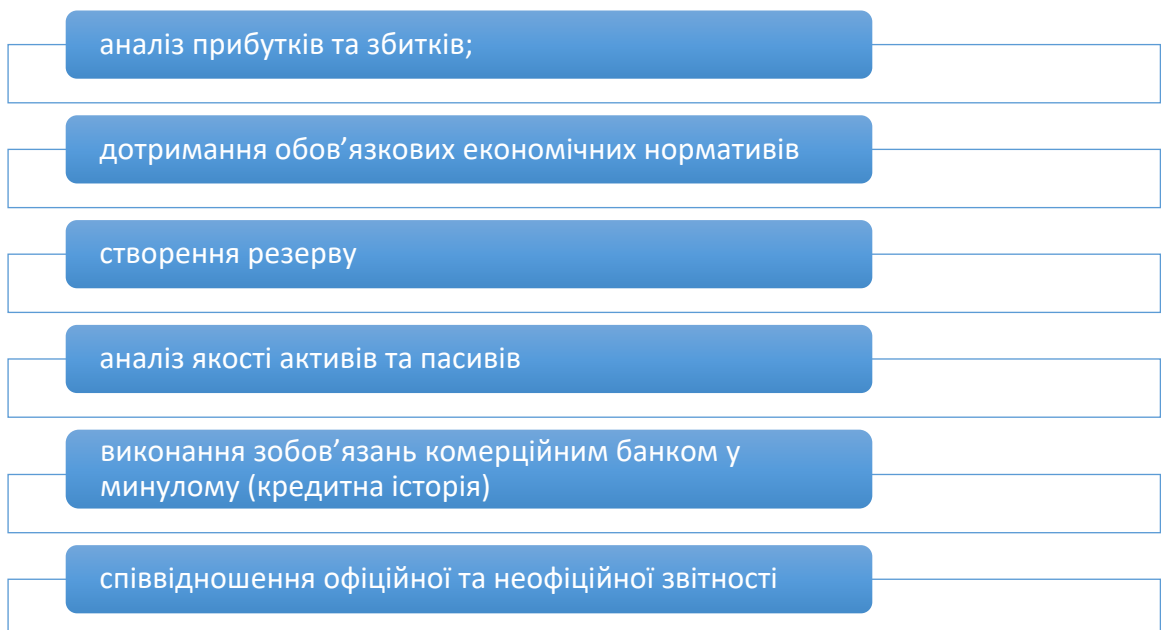 аналіз прибутків та збитків;
дотримання обов’язкових економічних нормативів
створення резерву
аналіз якості активів та пасивів
виконання зобов’язань комерційним банком у
минулому (кредитна історія)
співвідношення офіційної та неофіційної звітності